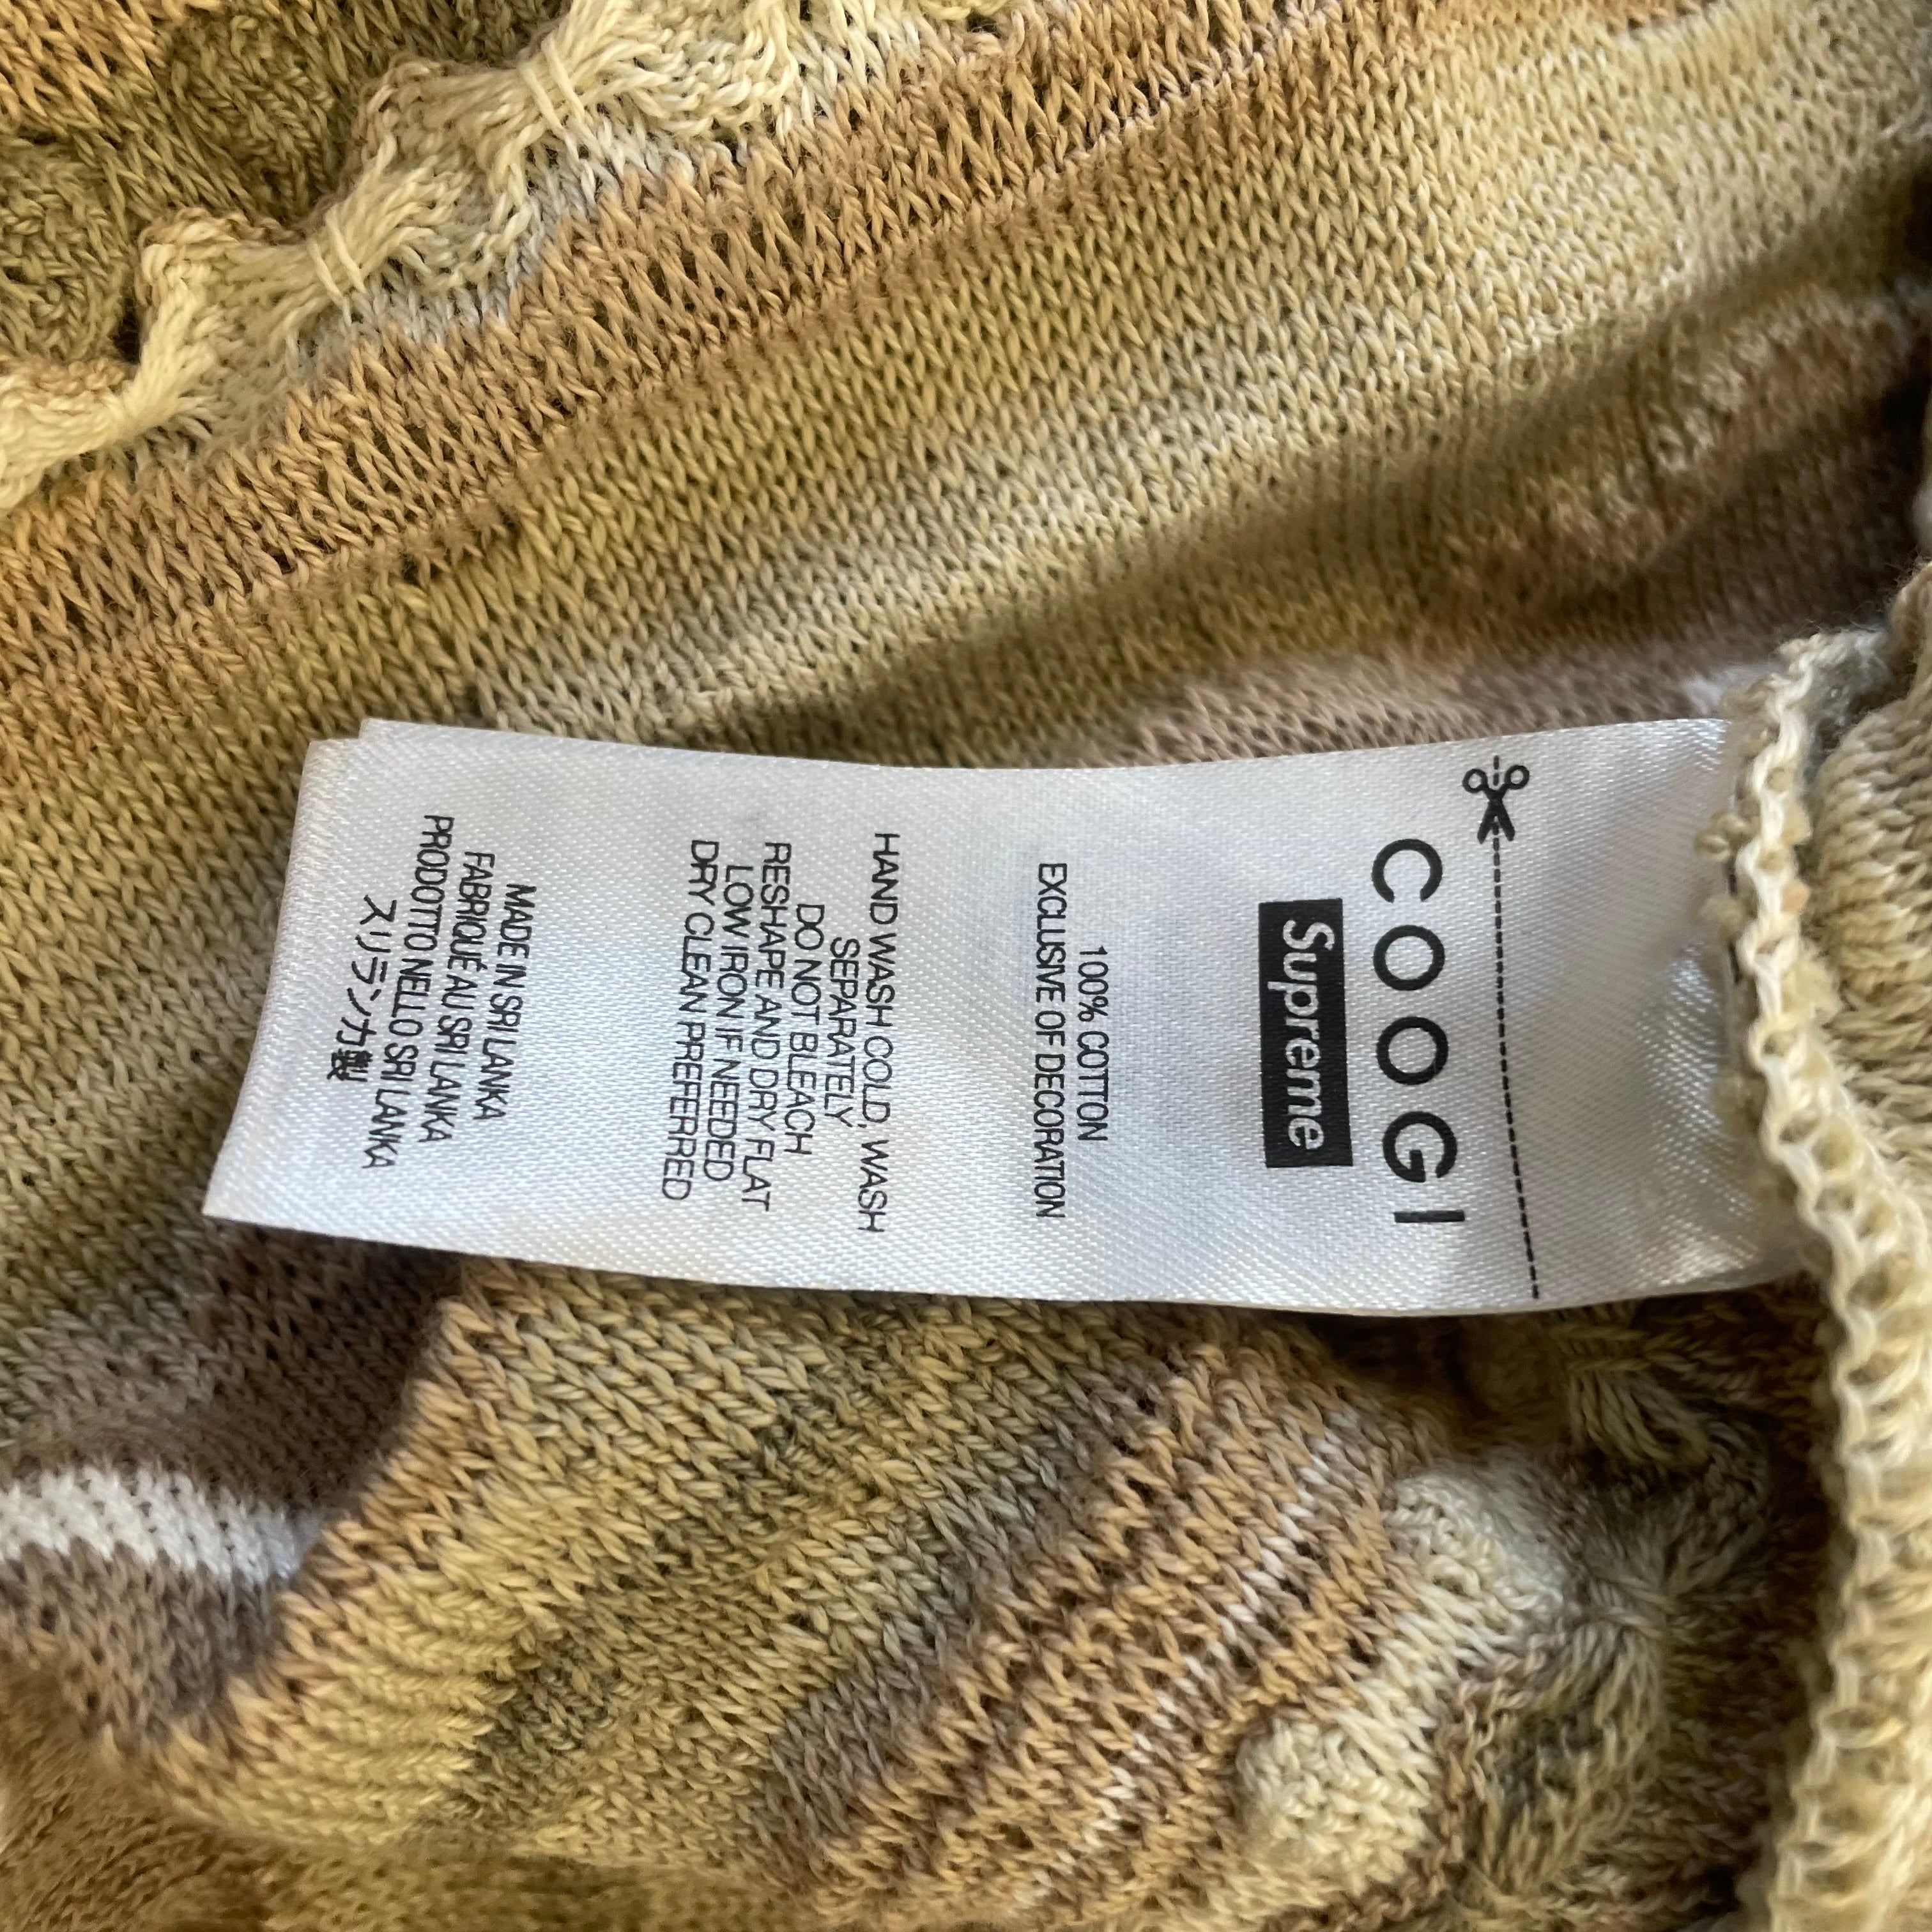 COOGI
Supreme
100% COTTON
EXCLUSIVE OF DECORATION
HAND WASH COLD, WASH
SEPARATELY
DO NOT BLEACH
RESHAPE AND DRY FLAT
LOW IRON IF NEEDED
DRY CLEAN PREFERRED
MADE IN SRI LANKA
FABRIQUÉ AU SRI LANKA
PRODOTTO NELLO SRI LANKA
スリランカ製